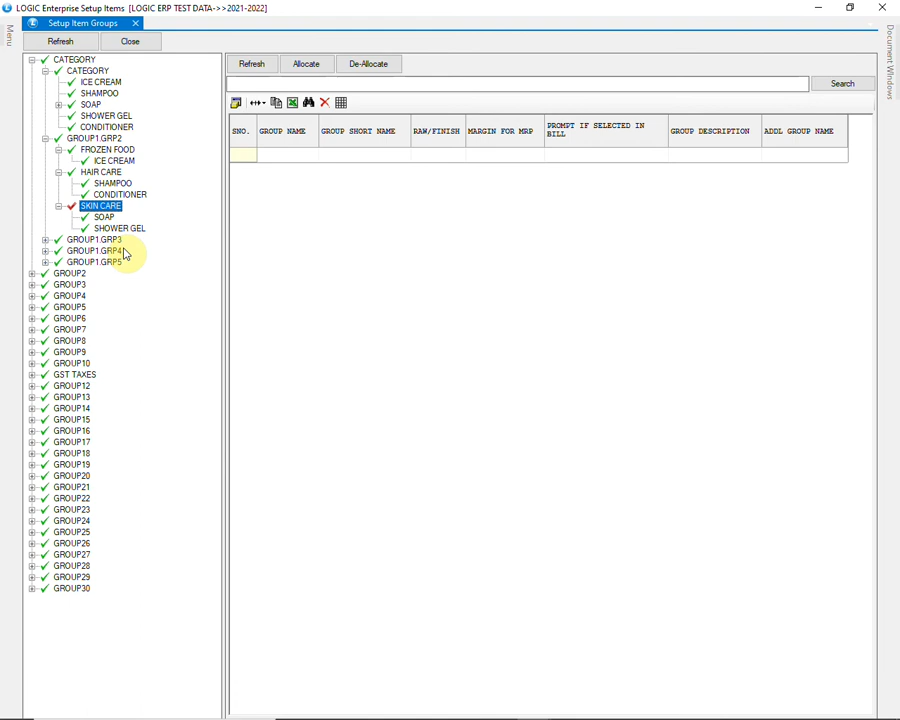 LOGIC Enterprise Setup Items [LOGIC ERP TEST DATA->>2021-2022]
Menu
Setup Item Groups
Document Windows
Refresh Close
Refresh Allocate De-Allocate
Search
SNO. GROUP NAME GROUP SHORT NAME RAW/FINISH MARGIN FOR MRP PROMPT IF SELECTED IN BILL GROUP DESCRIPTION ADDL GROUP NAME
CATEGORY
CATEGORY
ICE CREAM
SHAMPOO
SOAP
SHOWER GEL
CONDITIONER
GROUP1.GRP2
FROZEN FOOD
ICE CREAM
HAIR CARE
SHAMPOO
CONDITIONER
SKIN CARE
SOAP
SHOWER GEL
GROUP1.GRP3
GROUP1.GRP4
GROUP1.GRP5
GROUP2
GROUP3
GROUP4
GROUP5
GROUP6
GROUP7
GROUP8
GROUP9
GROUP10
GST TAXES
GROUP12
GROUP13
GROUP14
GROUP15
GROUP16
GROUP17
GROUP18
GROUP19
GROUP20
GROUP21
GROUP22
GROUP23
GROUP24
GROUP25
GROUP26
GROUP27
GROUP28
GROUP29
GROUP30